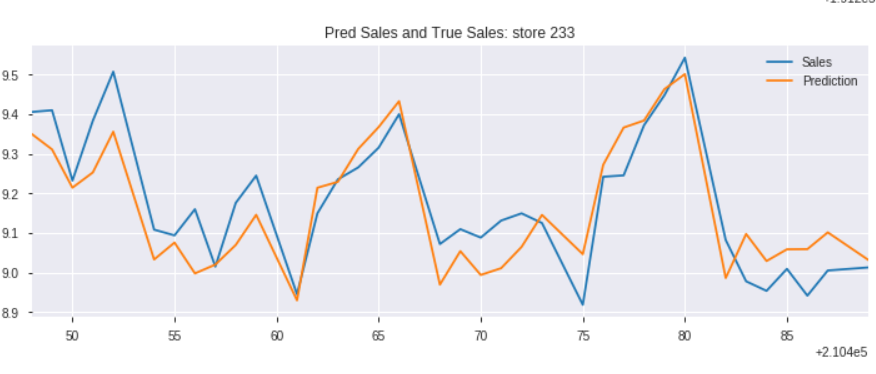 Pred Sales and True Sales: store 233
Sales
Prediction
9.5
9.4
9.3
9.2
9.1
9.0
8.9
50 55 60 65 70 75 80 85
+2.104e5